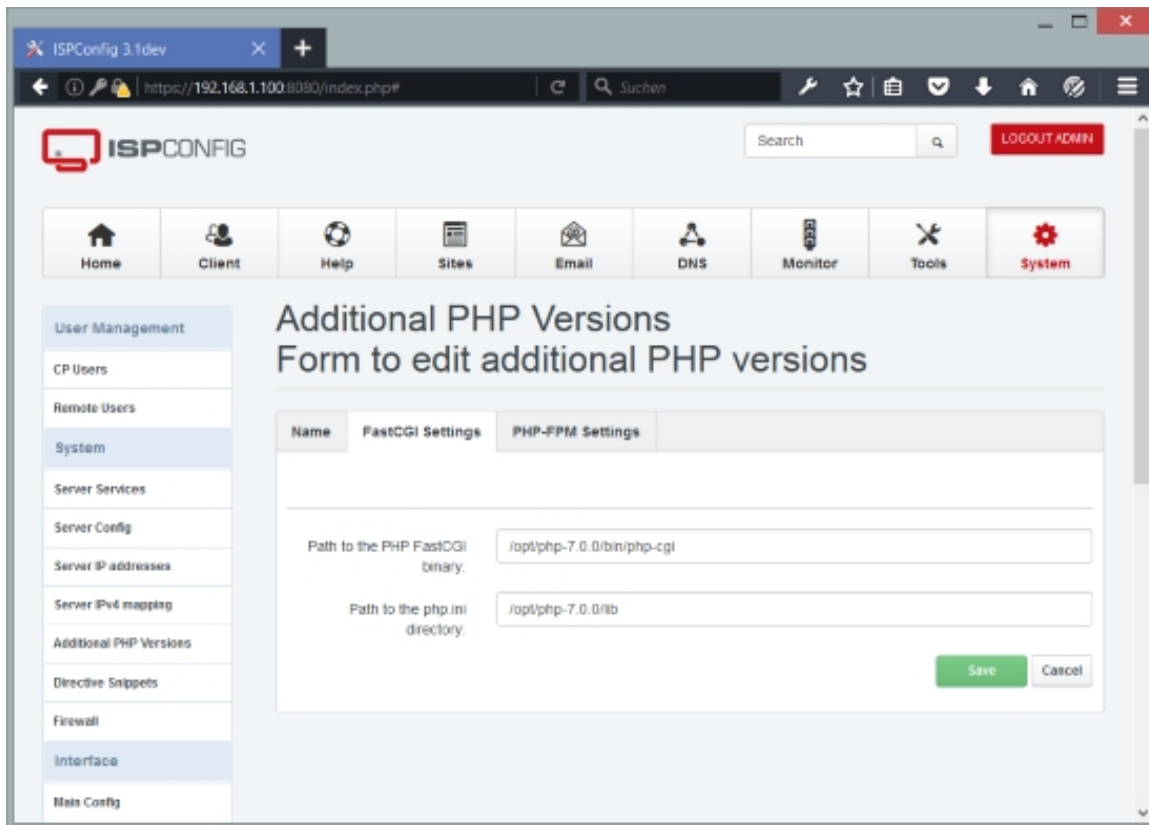 ISPConfig 3.1dev
https://192.168.1.100:8080/index.php#
Suchen
ISPCONFIG
Search
LOGOUT ADMIN
Home Client Help Sites Email DNS Monitor Tools System
User Management
CP Users
Remote Users
System
Server Services
Server Config
Server IP addresses
Server IPv4 mapping
Additional PHP Versions
Directive Snippets
Firewall
Interface
Main Config
Additional PHP Versions
Form to edit additional PHP versions
Name FastCGI Settings PHP-FPM Settings
Path to the PHP FastCGI
binary:
/opt/php-7.0.0/bin/php-cgi
Path to the php.ini
directory:
/opt/php-7.0.0/lib
Save Cancel